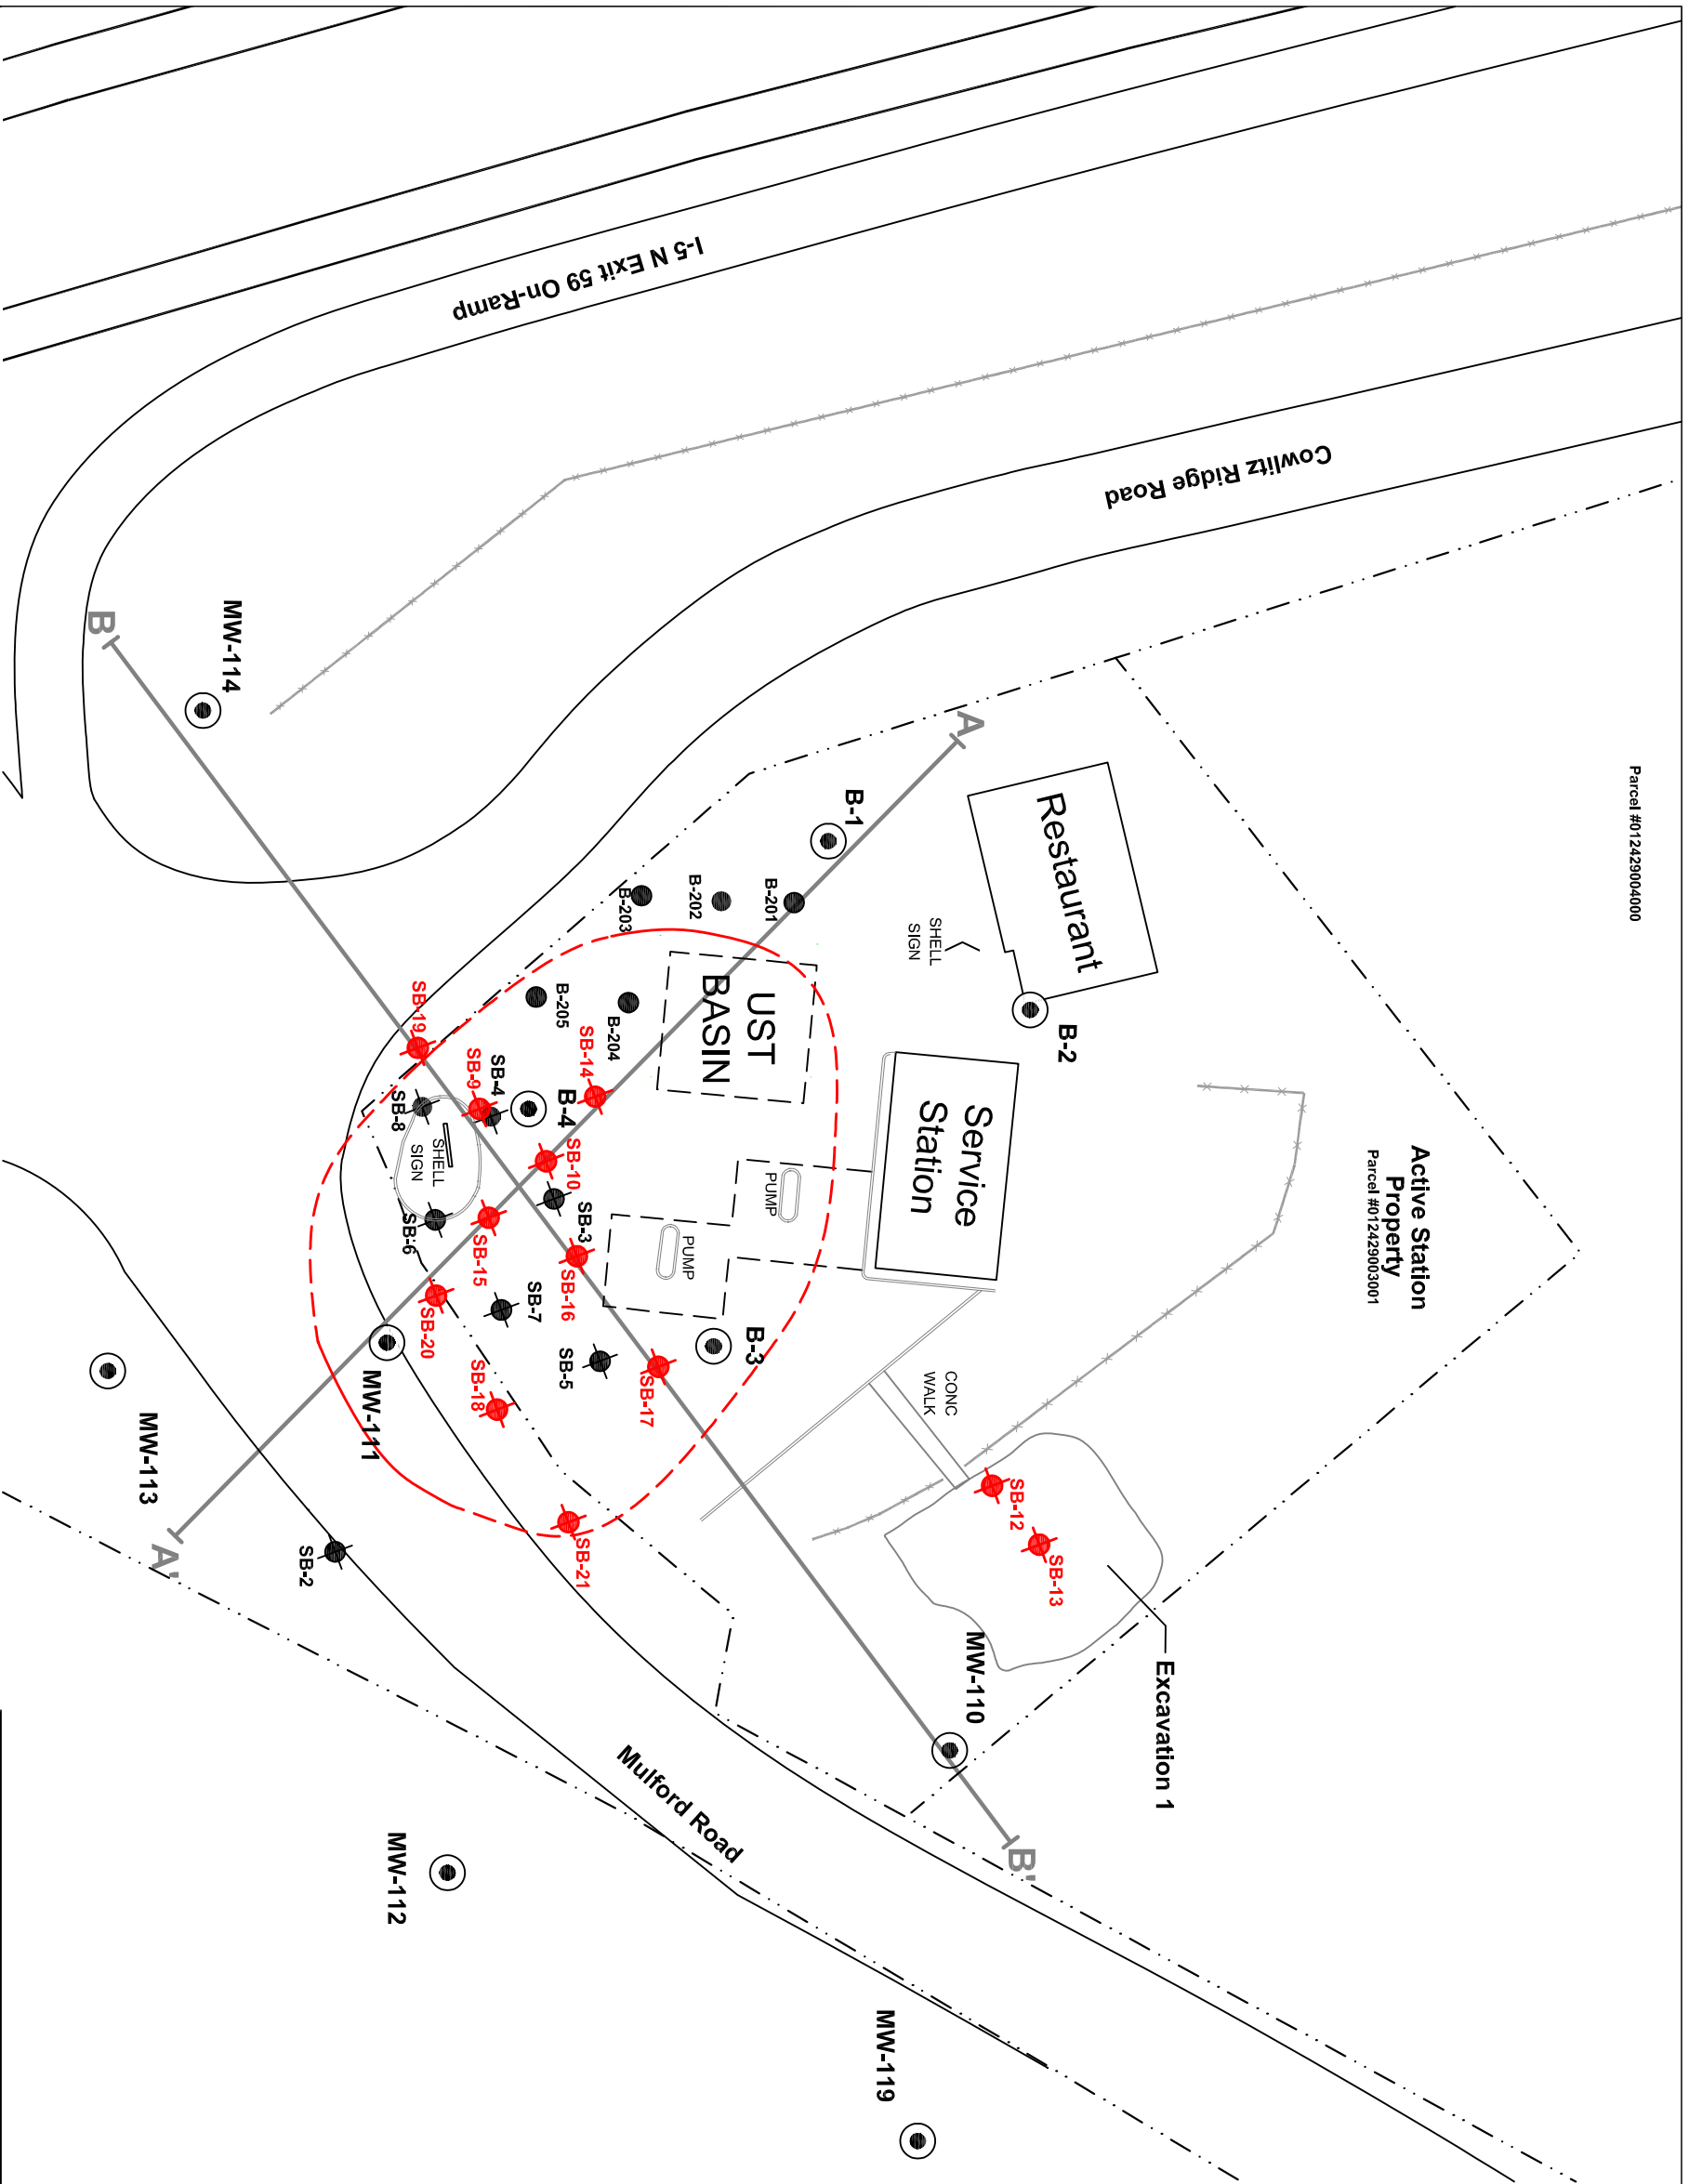 Parcel #012429004000
Active Station
Property
Parcel #012429003001
I-5 N Exit 59 On-Ramp
Cowlitz Ridge Road
Restaurant
SHELL
SIGN
B-2
A
B-1
B-201
B-202
B-203
UST
BASIN
Service
Station
B-204
B-205
SB-14
B-4
SB-4
SB-9
SB-19
SB-8
SHELL
SIGN
SB-10
SB-3
SB-6
SB-15
SB-16
PUMP
PUMP
SB-7
SB-20
B-3
SB-5
SB-17
SB-18
CONC
WALK
SB-12
SB-13
Excavation 1
MW-110
SB-21
MW-111
MW-113
MW-114
B
A'
SB-2
B'
Mulford Road
MW-112
MW-119